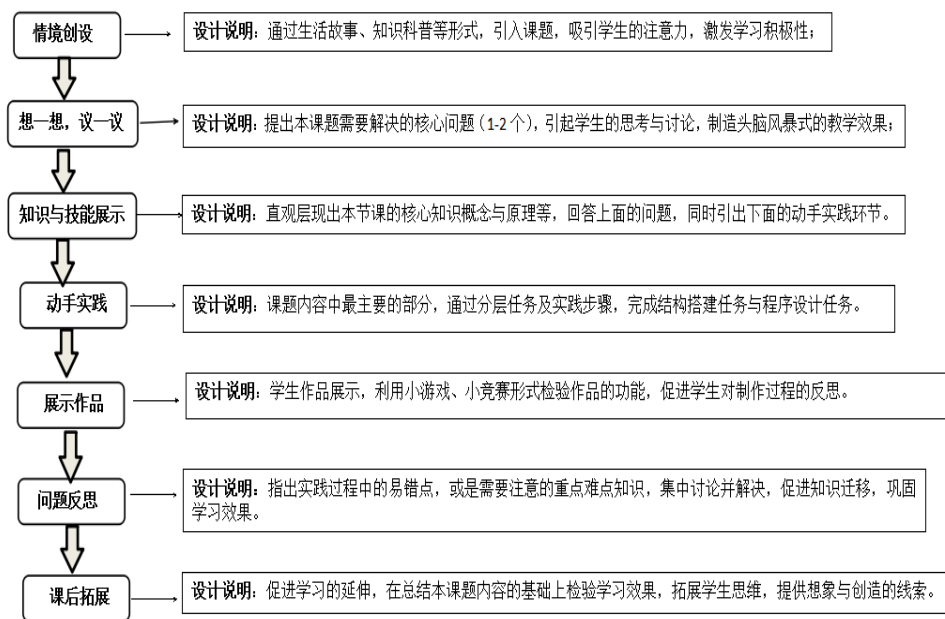 情境创设
设计说明：通过生活故事、知识科普等形式，引入课题，吸引学生的注意力，激发学习积极性；
想一想，议一议
设计说明：提出本课题需要解决的核心问题（1-2个），引起学生的思考与讨论，制造头脑风暴式的教学效果；
知识与技能展示
设计说明：直观层现出本节课的核心知识概念与原理等，回答上面的问题，同时引出下面的动手实践环节。
动手实践
设计说明：课题内容中最主要的部分，通过分层任务及实践步骤，完成结构搭建任务与程序设计任务。
展示作品
设计说明：学生作品展示，利用小游戏、小竞赛形式检验作品的功能，促进学生对制作过程的反思。
问题反思
设计说明：指出实践过程中的易错点，或是需要注意的重点难点知识，集中讨论并解决，促进知识迁移，巩固
学习效果。
课后拓展
设计说明：促进学习的延伸，在总结本课题内容的基础上检验学习效果，拓展学生思维，提供想象与创造的线索。